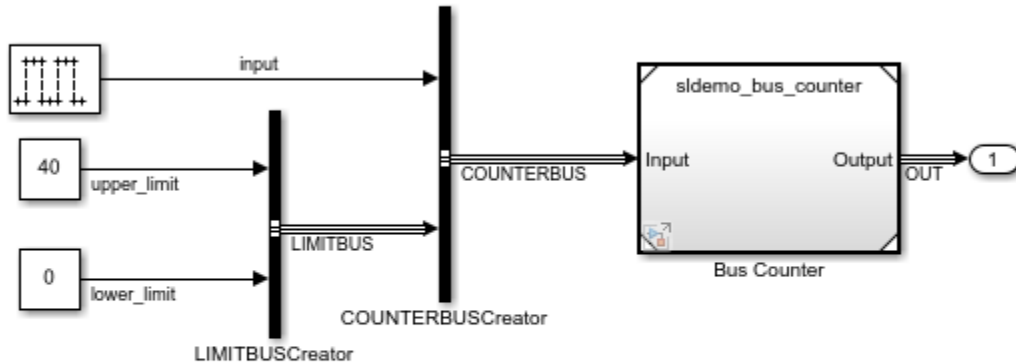 input
40
upper_limit
0
lower_limit
LIMITBUS
LIMITBUSCreator
COUNTERBUS
COUNTERBUSCreator
sldemo_bus_counter
Input
Output
Bus Counter
OUT
1